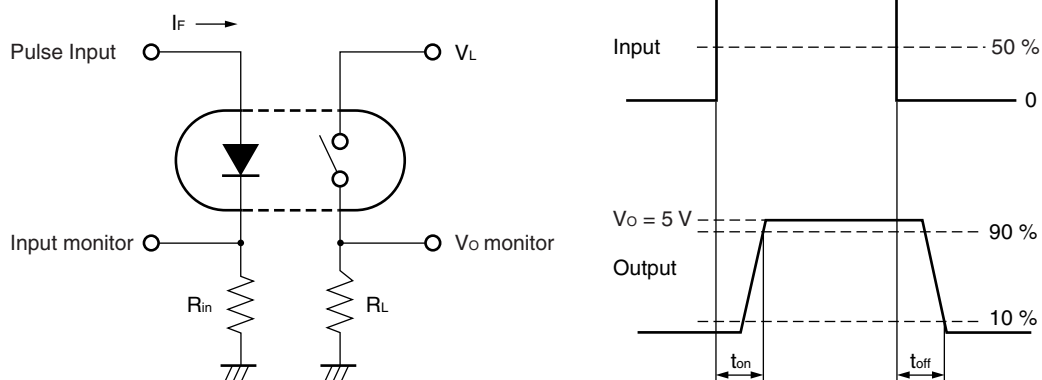 IF
Pulse Input
VL
Input monitor
VO monitor
Rin
RL
Input
50 %
0
VO = 5 V
90 %
Output
10 %
ton
toff